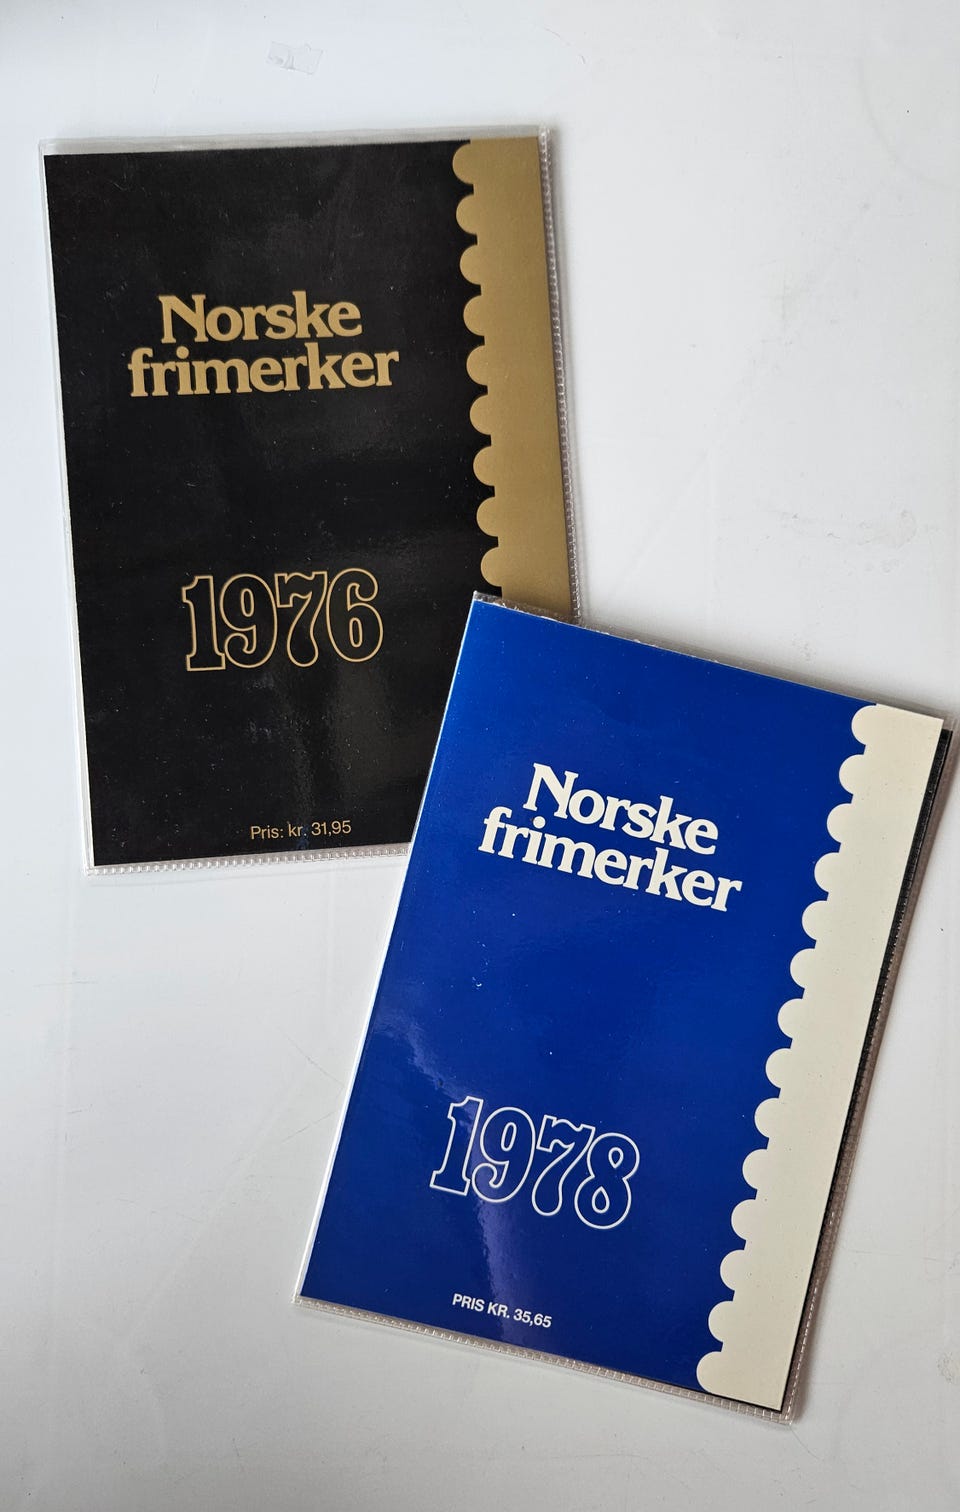 Norske
frimerker
1976
Pris: kr. 31,95
Norske
frimerker
1978
PRIS KR. 35,65